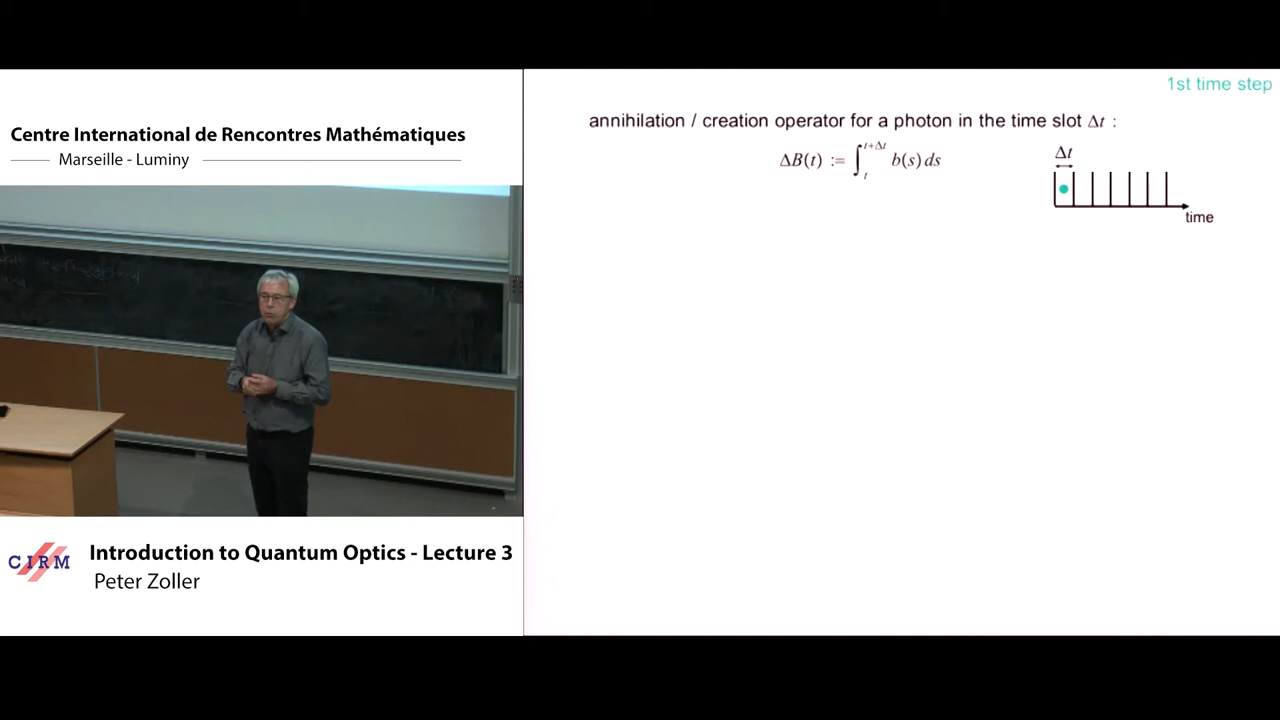 Centre International de Rencontres Mathématiques
Marseille - Luminy
CIRM
Introduction to Quantum Optics - Lecture 3
Peter Zoller
1st time step
annihilation / creation operator for a photon in the time slot Δt :
ΔB(t) := ∫_t^{t+Δt} b(s) ds
Δt
time